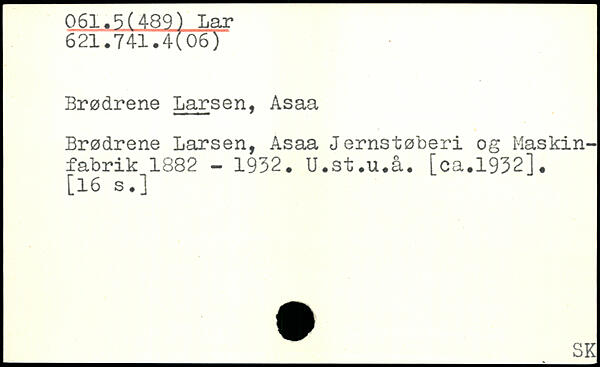 061.5(489) Lar
621.741.4(06)
Brødrene Larsen, Asaa
Brødrene Larsen, Asaa Jernstøberi og Maskin-
fabrik 1882 - 1932. U.st.u.å. [ca.1932].
[16 s.]
SK